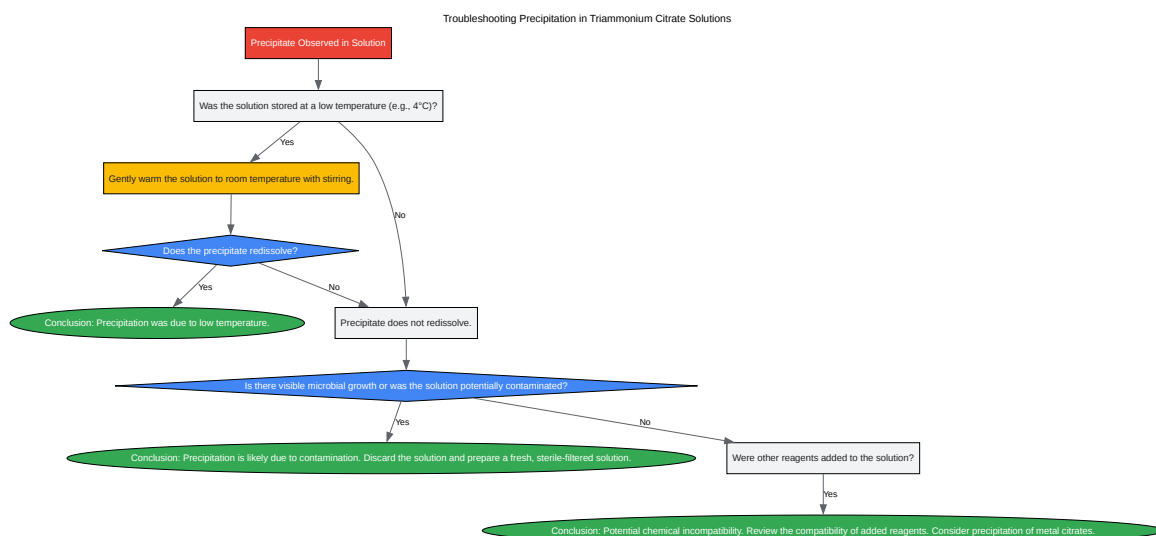 Troubleshooting Precipitation in Triammonium Citrate Solutions
Precipitate Observed in Solution
Was the solution stored at a low temperature (e.g., 4°C)?
Yes
Gently warm the solution to room temperature with stirring.
No
Does the precipitate redissolve?
Yes
No
Conclusion: Precipitation was due to low temperature.
Precipitate does not redissolve.
Is there visible microbial growth or was the solution potentially contaminated?
Yes
No
Conclusion: Precipitation is likely due to contamination. Discard the solution and prepare a fresh, sterile-filtered solution.
Were other reagents added to the solution?
Yes
Conclusion: Potential chemical incompatibility. Review the compatibility of added reagents. Consider precipitation of metal citrates.